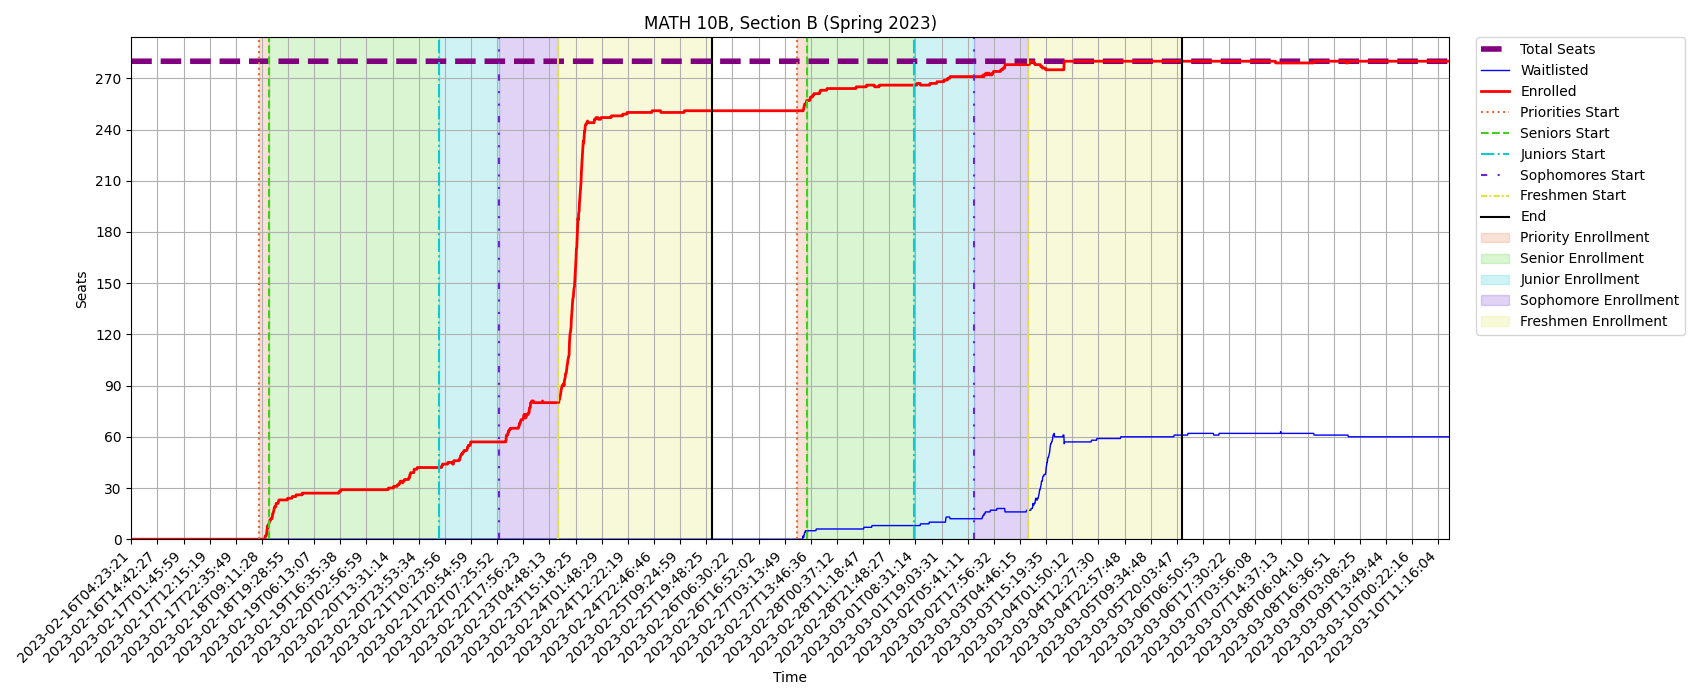 MATH 10B, Section B (Spring 2023)
Total Seats
Waitlisted
Enrolled
Priorities Start
Seniors Start
Juniors Start
Sophomores Start
Freshmen Start
End
Priority Enrollment
Senior Enrollment
Junior Enrollment
Sophomore Enrollment
Freshmen Enrollment
Seats
270
240
210
180
150
120
90
60
30
0
2023-02-16T04:23:21
2023-02-16T14:42:27
2023-02-17T01:45:59
2023-02-17T12:15:19
2023-02-17T22:35:49
2023-02-18T09:11:28
2023-02-18T19:28:55
2023-02-19T06:13:07
2023-02-19T16:35:38
2023-02-20T02:56:59
2023-02-20T13:31:14
2023-02-20T23:53:34
2023-02-21T10:23:56
2023-02-21T20:54:59
2023-02-22T07:25:52
2023-02-22T17:56:23
2023-02-23T04:48:13
2023-02-23T15:18:25
2023-02-24T01:48:29
2023-02-24T12:22:19
2023-02-24T22:46:46
2023-02-25T09:24:59
2023-02-25T19:48:25
2023-02-26T06:30:22
2023-02-26T16:52:02
2023-02-27T03:13:49
2023-02-27T13:46:36
2023-02-28T00:37:12
2023-02-28T11:18:47
2023-02-28T21:48:27
2023-03-01T08:31:14
2023-03-01T19:03:31
2023-03-02T05:41:11
2023-03-02T17:56:32
2023-03-03T04:46:15
2023-03-03T15:19:35
2023-03-04T01:50:12
2023-03-04T12:27:30
2023-03-04T22:57:48
2023-03-05T09:34:48
2023-03-05T20:03:47
2023-03-06T06:50:53
2023-03-06T17:30:22
2023-03-07T03:56:08
2023-03-07T14:37:13
2023-03-08T06:04:10
2023-03-08T16:36:51
2023-03-09T03:08:25
2023-03-09T13:49:44
2023-03-10T00:22:16
2023-03-10T11:16:04
Time